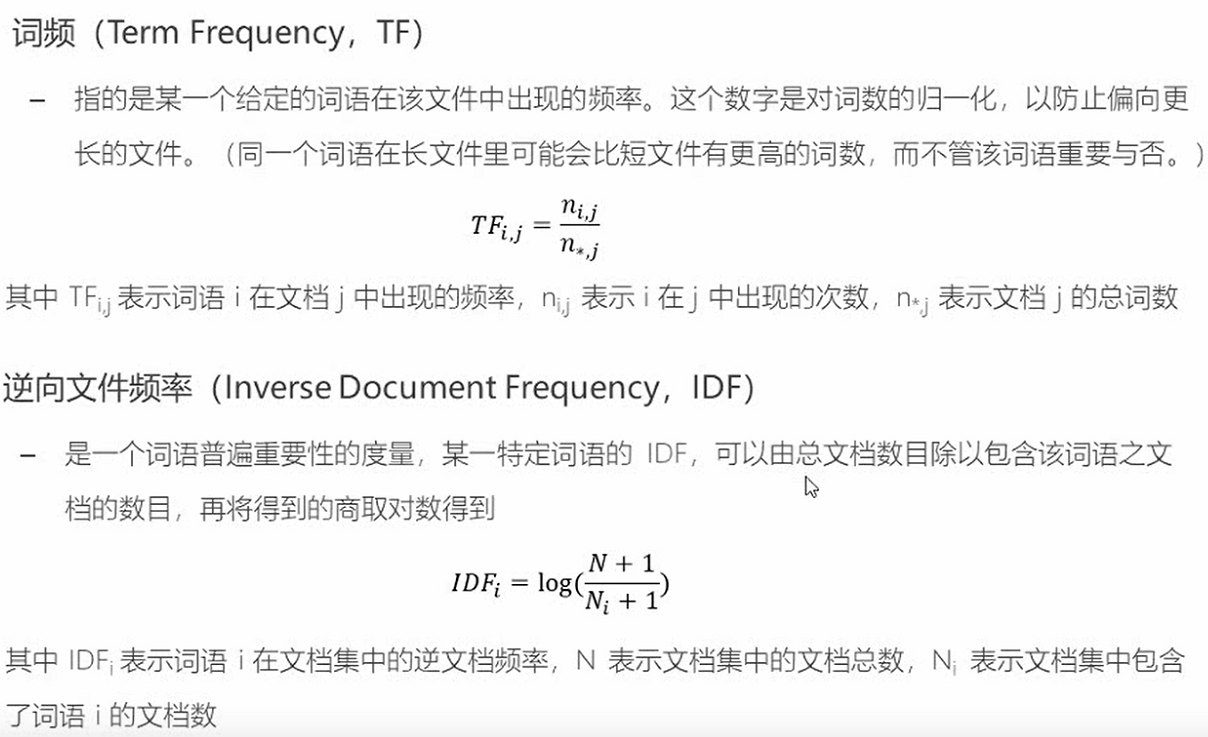 词频（Term Frequency，TF）
– 指的是某一个给定的词语在该文件中出现的频率。这个数字是对词数的归一化，以防止偏向更
长的文件。（同一个词语在长文件里可能会比短文件有更高的词数，而不管该词语重要与否。）
TF_{i,j} = \frac{n_{i,j}}{n_{*,j}}
其中 TF_{i,j} 表示词语 i 在文档 j 中出现的频率，n_{i,j} 表示 i 在 j 中出现的次数，n_{*,j} 表示文档 j 的总词数
逆向文件频率（Inverse Document Frequency，IDF）
– 是一个词语普遍重要性的度量，某一特定词语的 IDF，可以由总文档数目除以包含该词语之文
档的数目，再将得到的商取对数得到
IDF_i = \log(\frac{N + 1}{N_i + 1})
其中 IDF_i 表示词语 i 在文档集中的逆文档频率，N 表示文档集中的文档总数，N_i 表示文档集中包含
了词语 i 的文档数